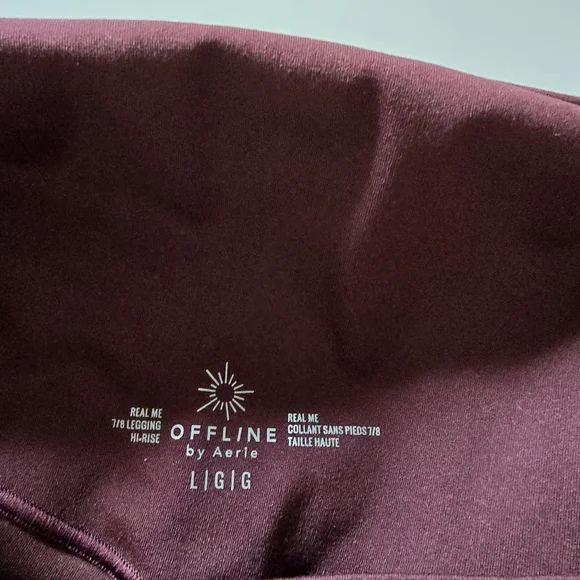 REAL ME
7/8 LEGGING
HI-RISE
OFFLINE
by Aerie
L|G|G
REAL ME
COLLANT SANS PIEDS 7/8
TAILLE HAUTE